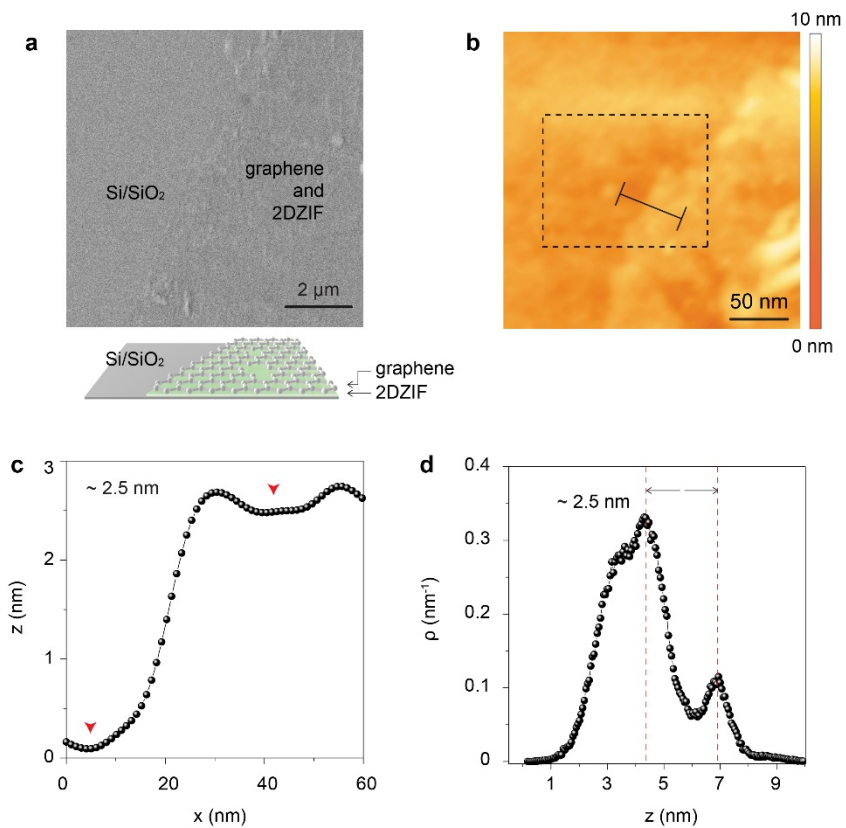 a
Si/SiO₂
graphene
and
2DZIF
2 µm
Si/SiO₂
graphene
2DZIF
b
10 nm
50 nm
0 nm
c
~ 2.5 nm
z (nm)
3
2
1
0
0 20 40 60
x (nm)
d
~ 2.5 nm
ρ (nm⁻¹)
0.4
0.3
0.2
0.1
0
1 3 5 7 9
z (nm)